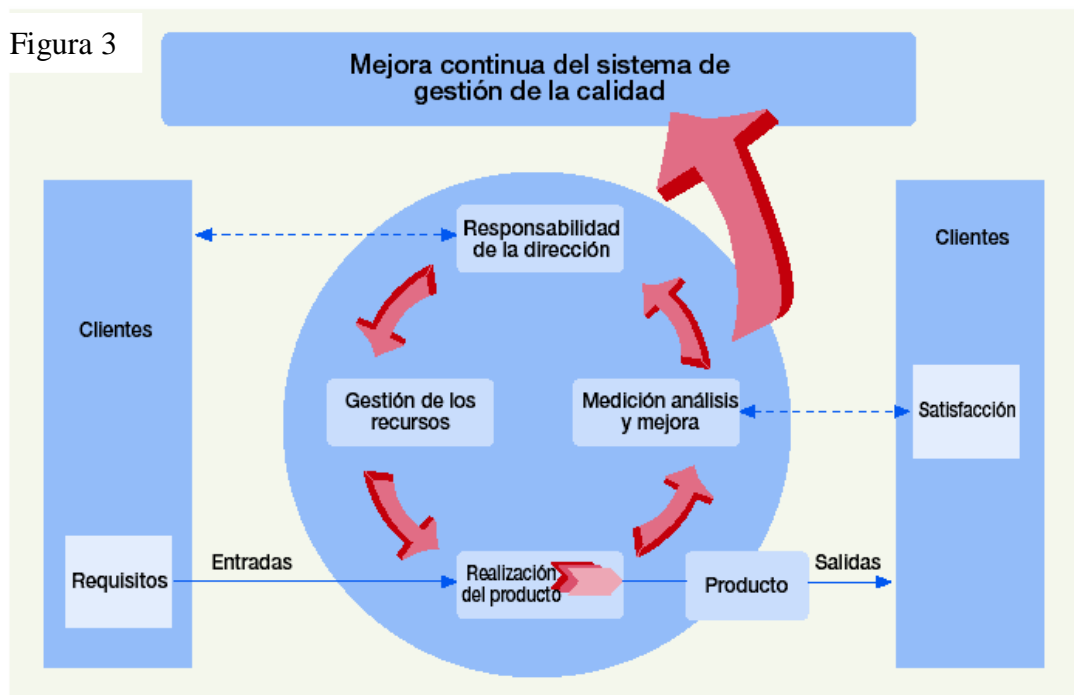 Figura 3
Mejora continua del sistema de
gestión de la calidad
Responsabilidad
de la dirección
Clientes
Clientes
Gestión de los
recursos
Medición análisis
y mejora
Satisfacción
Requisitos
Entradas
Realización
del producto
Producto
Salidas